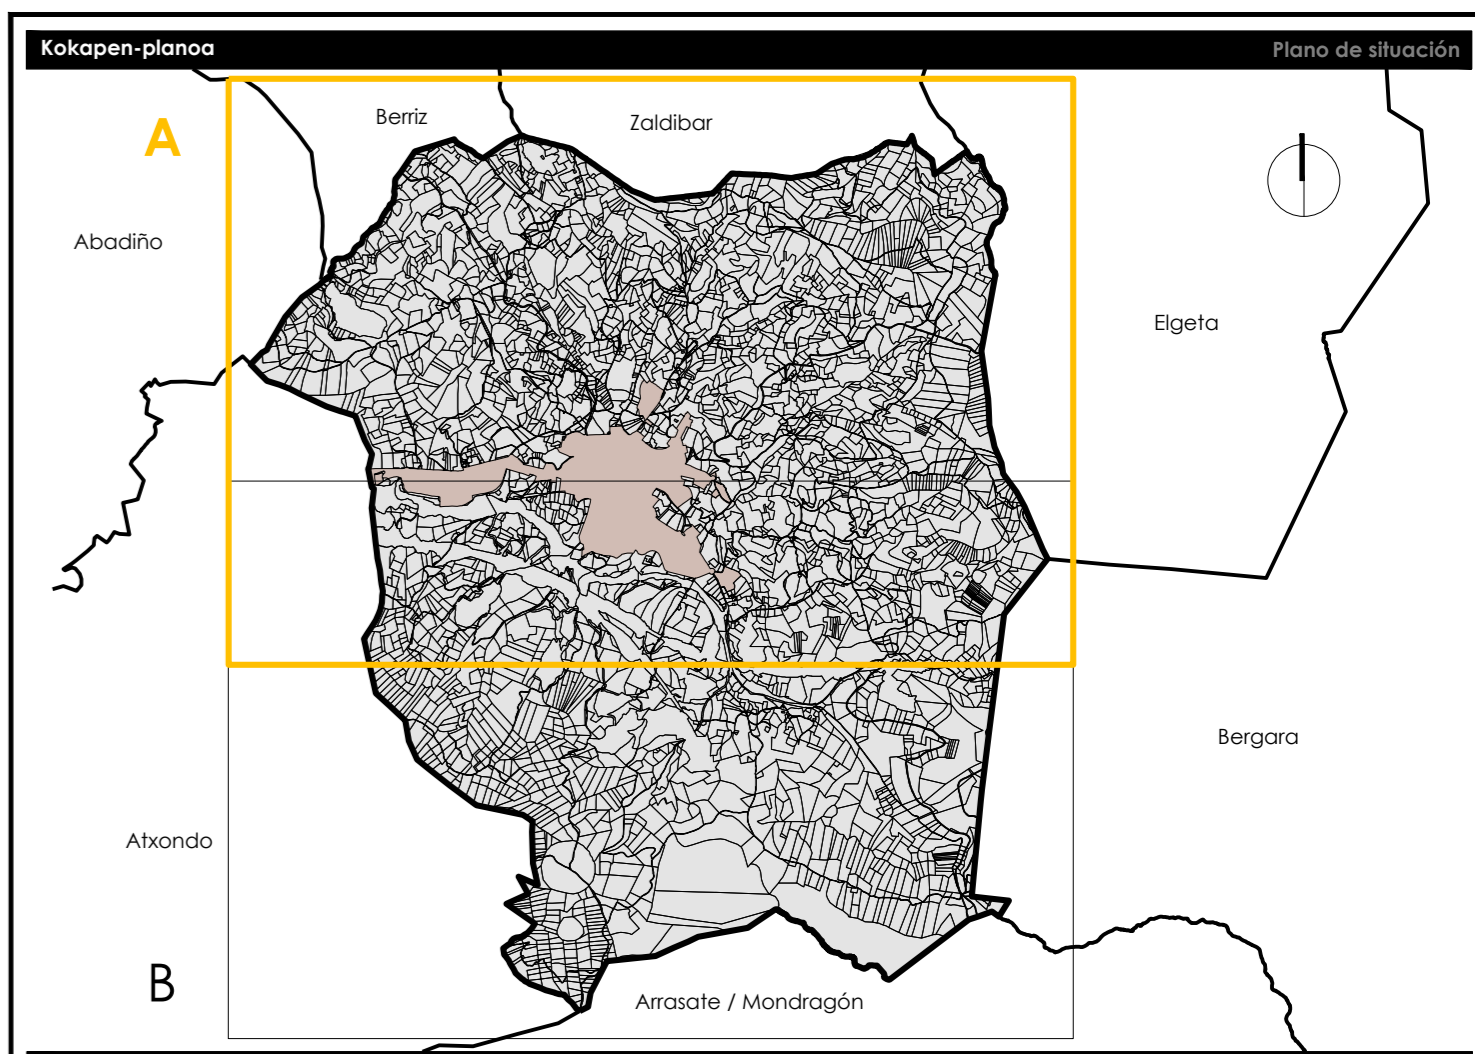 Kokapen-planoa
Plano de situación
Berriz
Zaldibar
A
Abadiño
Elgeta
Bergara
Atxondo
B
Arrasate / Mondragón